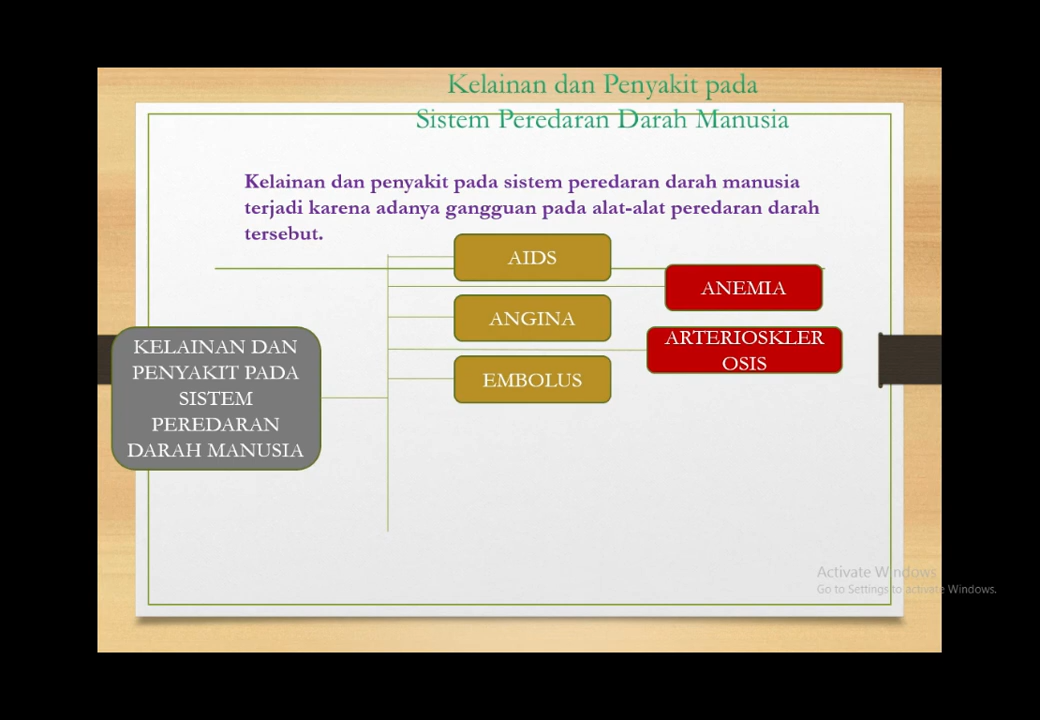 Kelainan dan Penyakit pada
Sistem Peredaran Darah Manusia
Kelainan dan penyakit pada sistem peredaran darah manusia
terjadi karena adanya gangguan pada alat-alat peredaran darah
tersebut.
AIDS
ANEMIA
ANGINA
ARTERIOSKLER
OSIS
EMBOLUS
KELAINAN DAN
PENYAKIT PADA
SISTEM
PEREDARAN
DARAH MANUSIA
Activate Windows
Go to Settings to activate Windows.